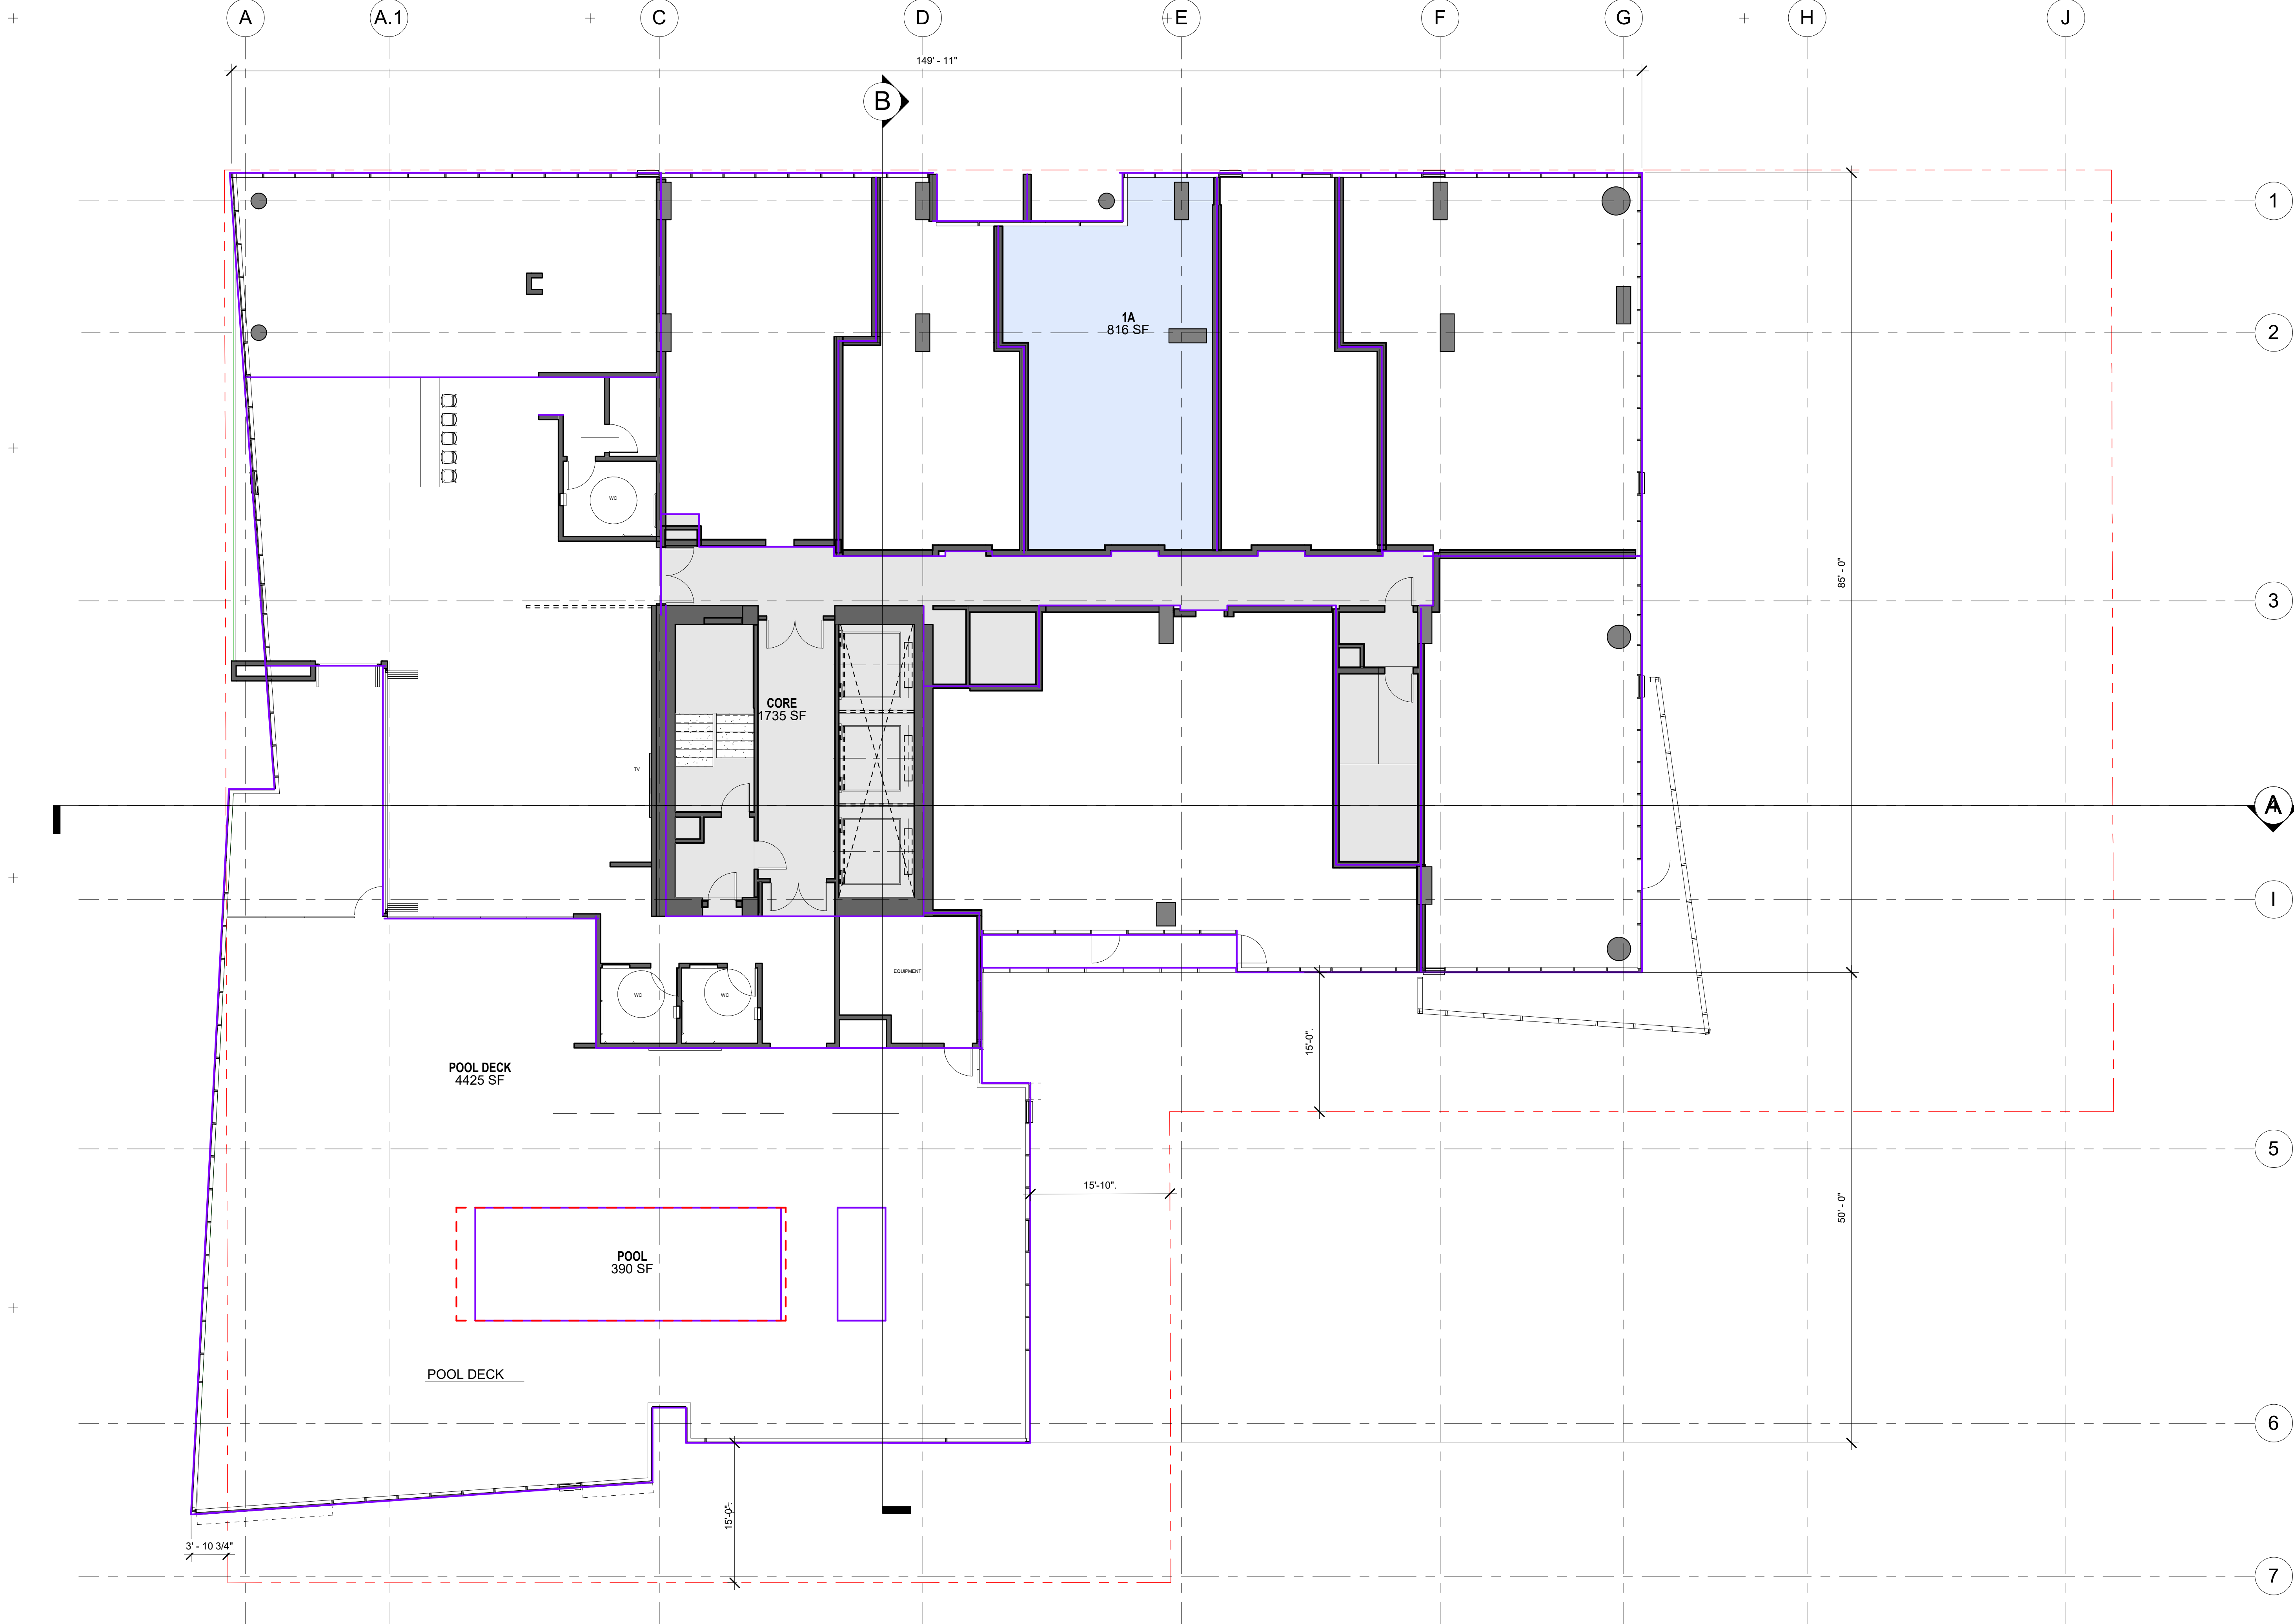 A
A.1
C
D
E
F
G
H
J
149' - 11"
B
1
1A
816 SF
2
WC
85' - 0"
3
CORE
1735 SF
TV
A
I
EQUIPMENT
WC
WC
15'-0".
POOL DECK
4425 SF
5
15'-10".
50' - 0"
POOL
390 SF
POOL DECK
6
15'-0".
3' - 10 3/4"
7